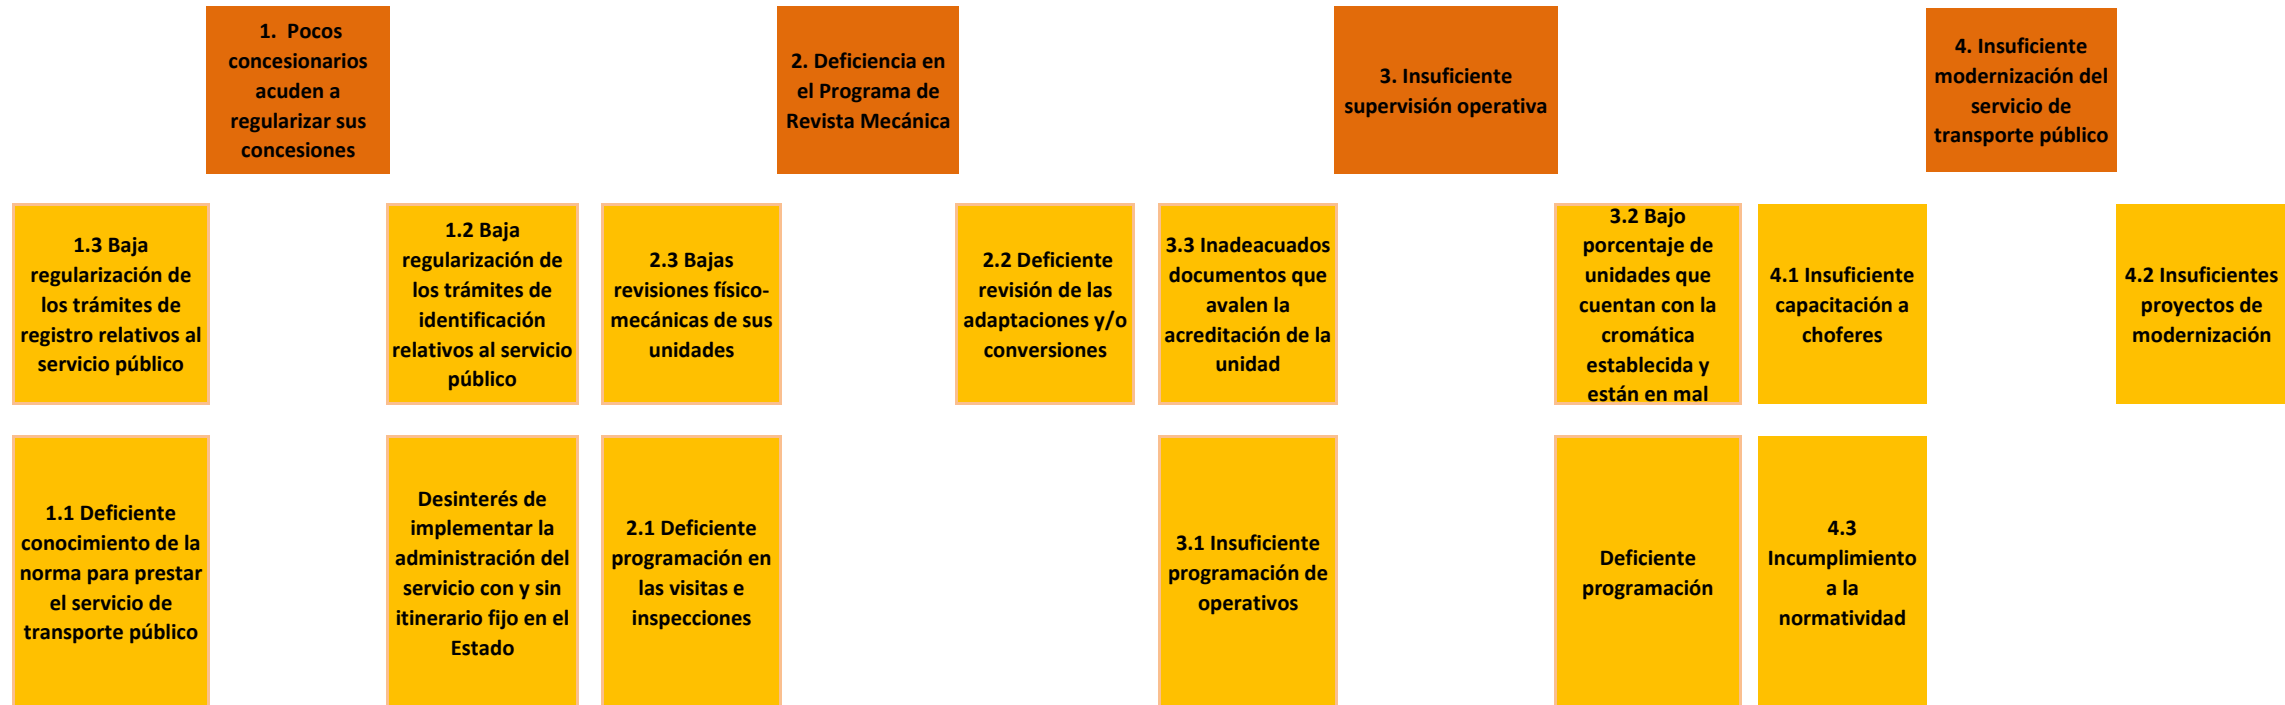 1. Pocos
concesionarios
acuden a
regularizar sus
concesiones
2. Deficiencia en
el Programa de
Revista Mecánica
3. Insuficiente
supervisión operativa
4. Insuficiente
modernización del
servicio de
transporte público
1.3 Baja
regularización de
los trámites de
registro relativos al
servicio público
1.2 Baja
regularización de
los trámites de
identificación
relativos al servicio
público
2.3 Bajas
revisiones físico-
mecánicas de sus
unidades
2.2 Deficiente
revisión de las
adaptaciones y/o
conversiones
3.3 Inadeacuados
documentos que
avalen la
acreditación de la
unidad
3.2 Bajo
porcentaje de
unidades que
cuentan con la
cromática
establecida y
están en mal
4.1 Insuficiente
capacitación a
choferes
4.2 Insuficientes
proyectos de
modernización
1.1 Deficiente
conocimiento de la
norma para prestar
el servicio de
transporte público
Desinterés de
implementar la
administración del
servicio con y sin
itinerario fijo en el
Estado
2.1 Deficiente
programación en
las visitas e
inspecciones
3.1 Insuficiente
programación de
operativos
Deficiente
programación
4.3
Incumplimiento
a la
normatividad